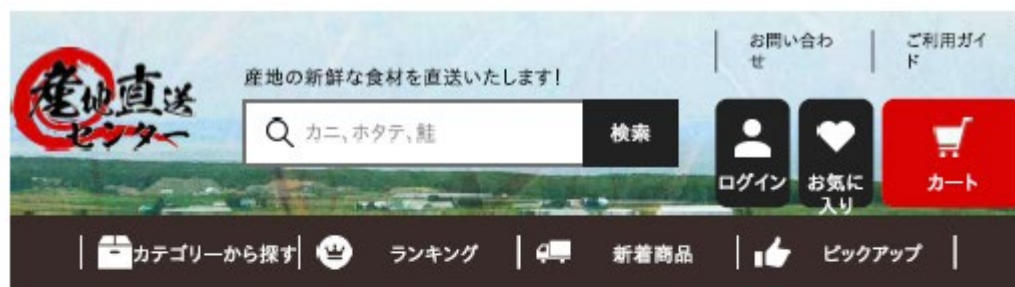 お問い合わ
せ
ご利用ガイ
ド
産地直送
センター
産地の新鮮な食材を直送いたします!
カニ、ホタテ、鮭
検索
ログイン
お気に
入り
カート
カテゴリーから探す
ランキング
新着商品
ピックアップ